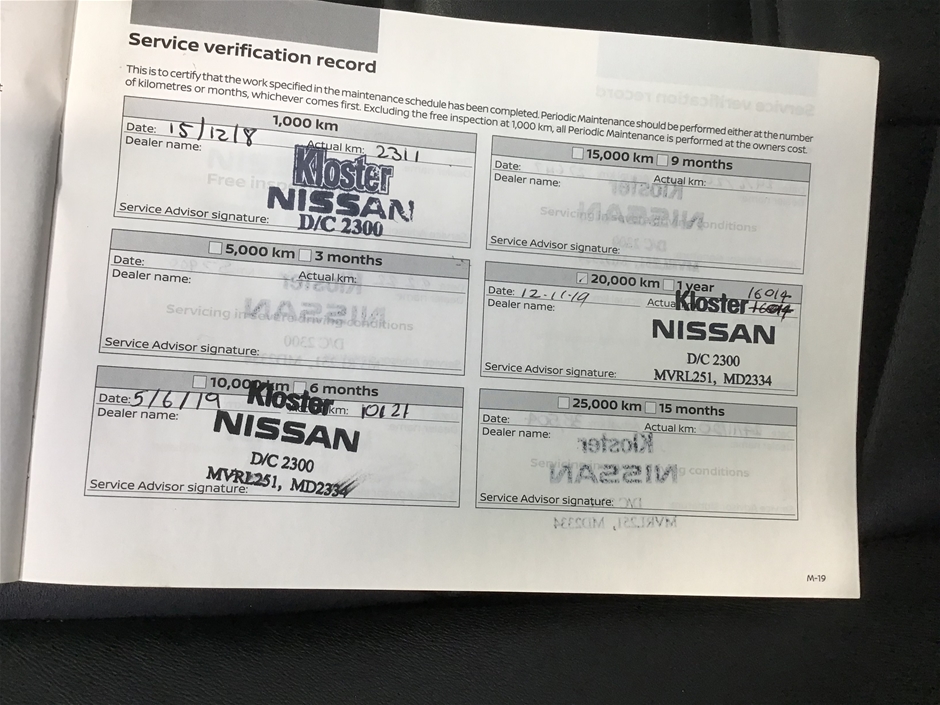 Service verification record
This is to certify that the work specified in the maintenance schedule has been completed. Periodic Maintenance should be performed either at the number
of kilometres or months, whichever comes first. Excluding the free inspection at 1,000 km, all Periodic Maintenance is performed at the owners cost.
1,000 km
Date: 15/12/8
Actual km: 2311
Dealer name:
Kloster
NISSAN
D/C 2300
Service Advisor signature:
5,000 km 3 months
Date:
Actual km:
Dealer name:
Service Advisor signature:
10,000 km 6 months
Date: 5/6/19
km: 10121
Dealer name:
Kloster
NISSAN
D/C 2300
MVRL251, MD2334
Service Advisor signature:
15,000 km 9 months
Date:
Actual km:
Dealer name:
Service Advisor signature:
20,000 km 1 year
16014
Date: 12-11-19
Actua
Dealer name:
Kloster
NISSAN
D/C 2300
MVRL251, MD2334
Service Advisor signature:
25,000 km 15 months
Date:
Actual km:
Dealer name:
Service Advisor signature:
M-19